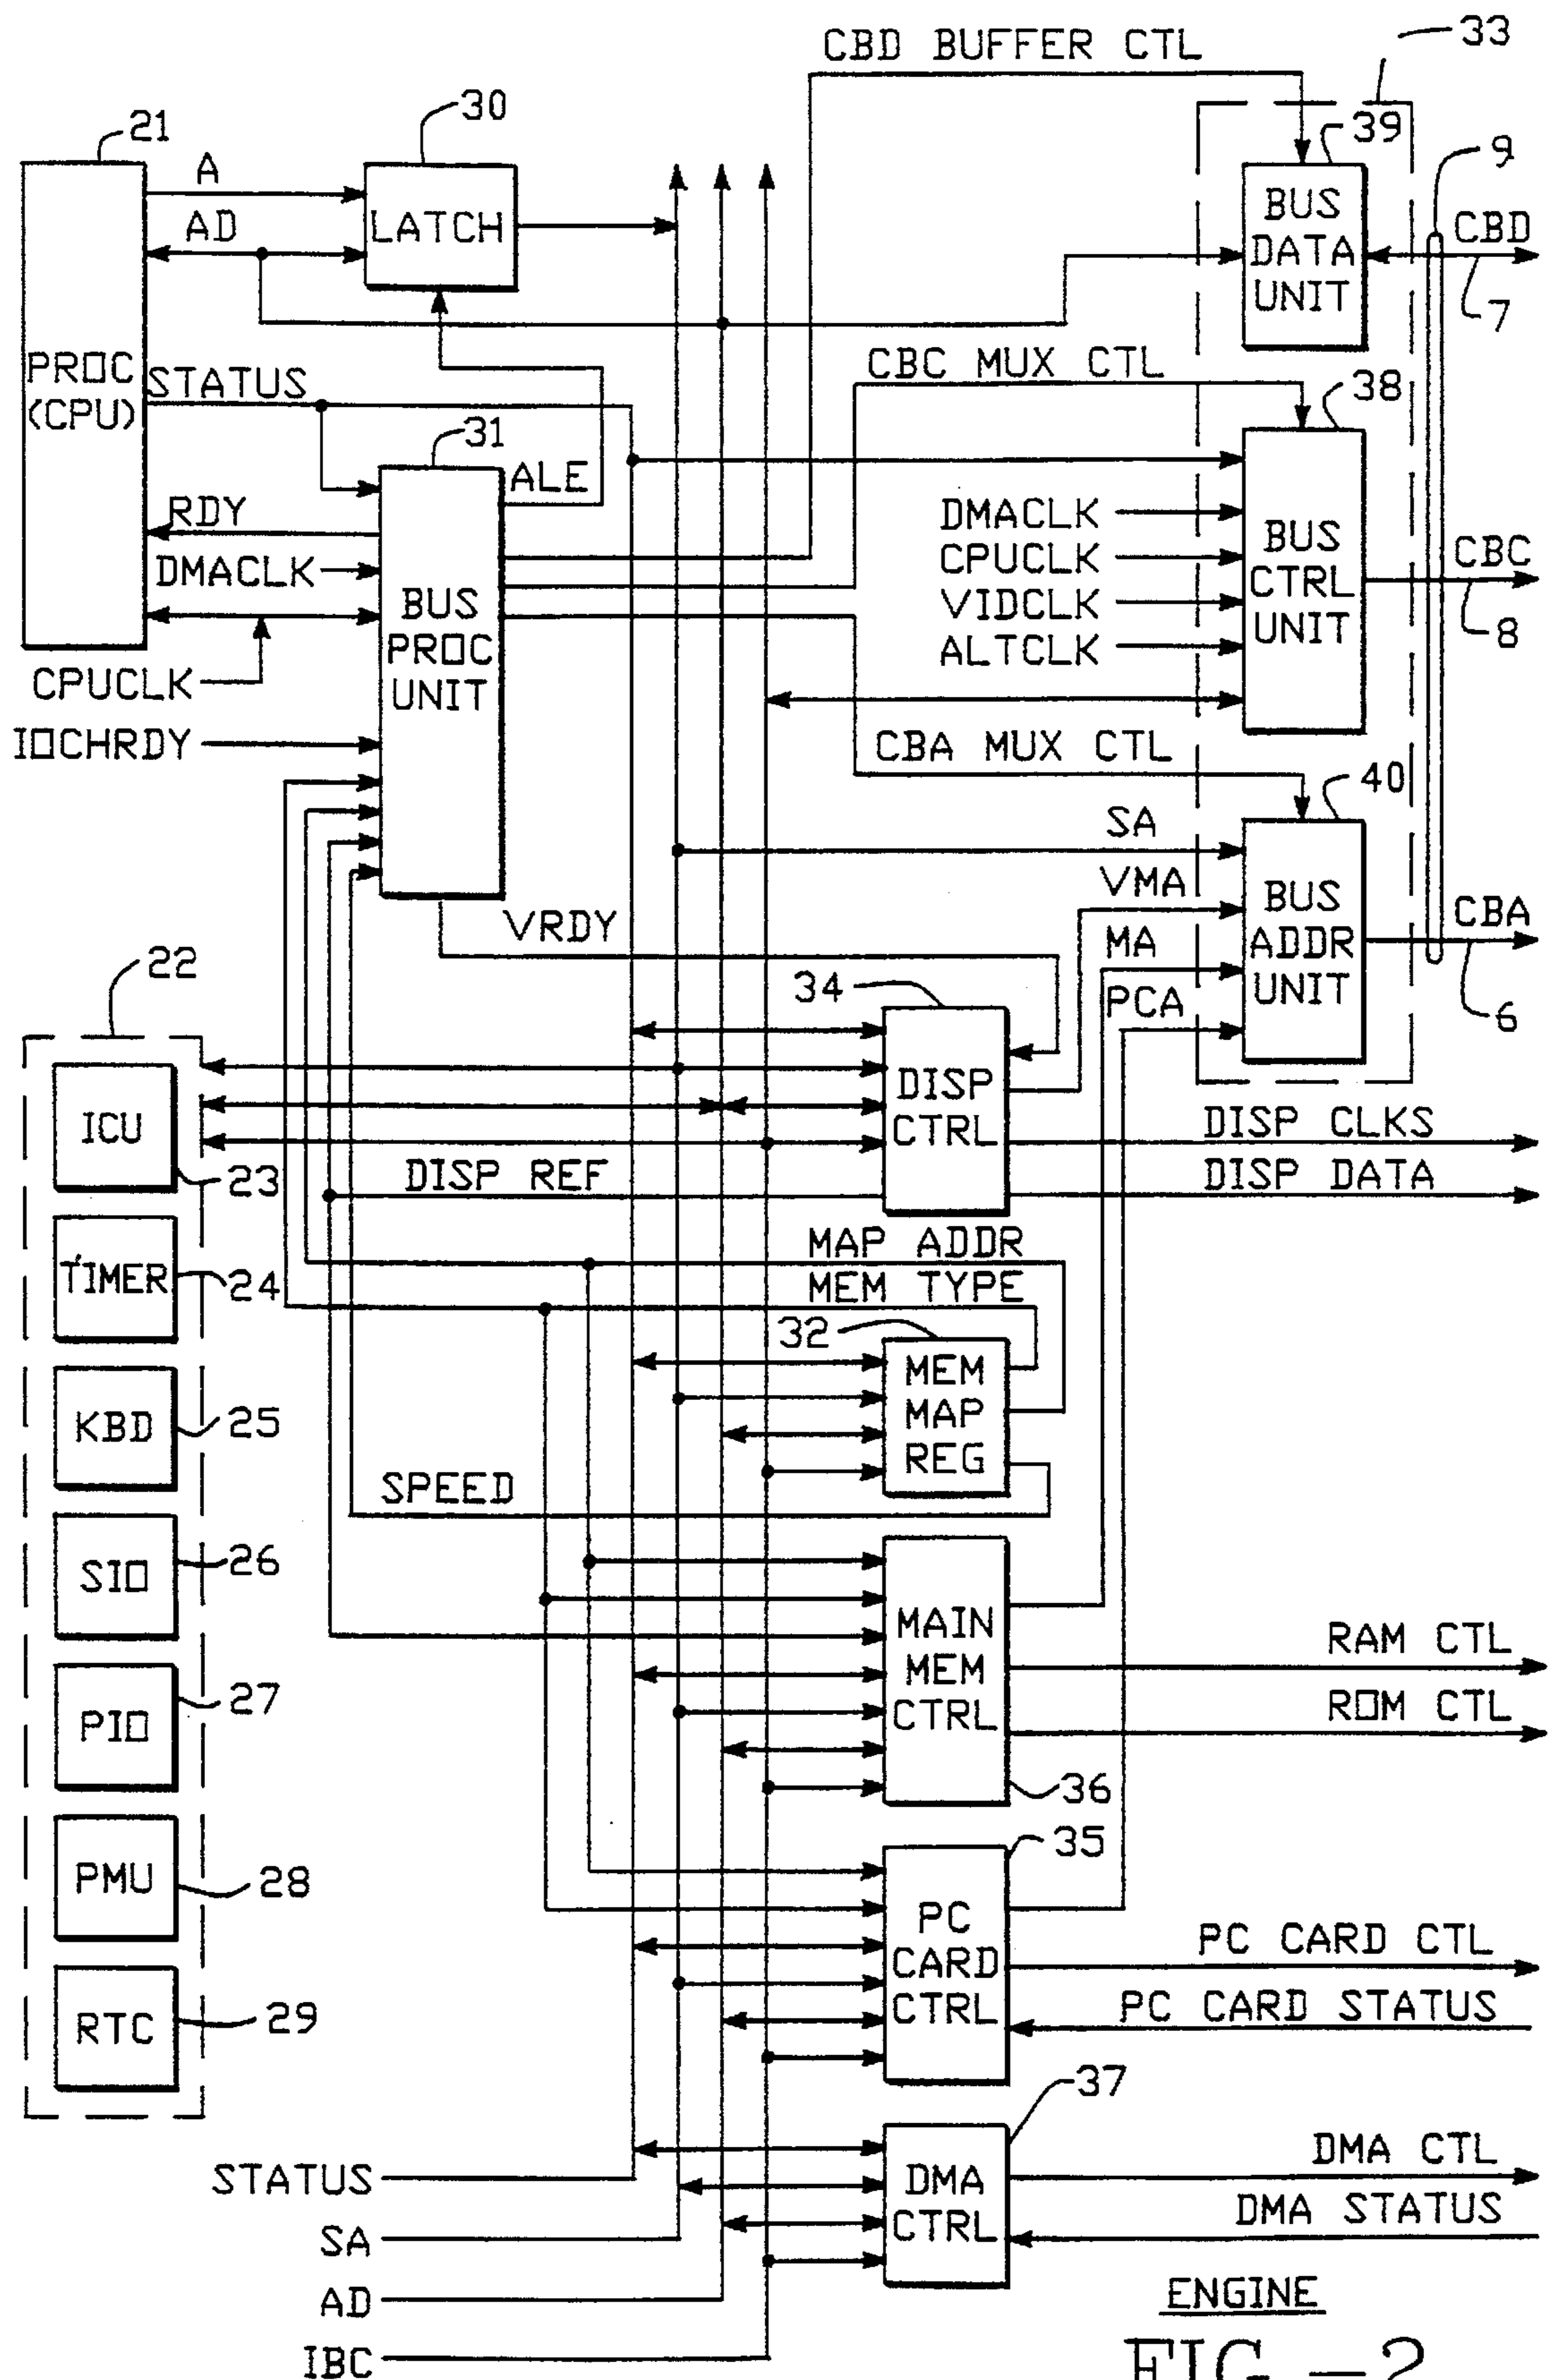 CBD BUFFER CTL
33
21
30
39
9
A
AD
LATCH
BUS
DATA
UNIT
CBD
7
PROC
(CPU)
STATUS
CBC MUX CTL
38
31
ALE
RDY
DMACLK
CPUCLK
IOCHRDY
BUS
PROC
UNIT
DMACLK
CPUCLK
VIDCLK
ALTCLK
BUS
CTRL
UNIT
CBC
8
CBA MUX CTL
40
SA
VMA
MA
PCA
BUS
ADDR
UNIT
CBA
6
VRDY
22
34
ICU
23
DISP
CTRL
DISP CLKS
DISP DATA
DISP REF
TIMER
24
MAP ADDR
MEM TYPE
32
MEM
MAP
REG
KBD
25
SPEED
SIO
26
MAIN
MEM
CTRL
RAM CTL
ROM CTL
36
PIO
27
35
PMU
28
PC
CARD
CTRL
PC CARD CTL
PC CARD STATUS
RTC
29
37
DMA
CTRL
DMA CTL
DMA STATUS
STATUS
SA
AD
IBC
ENGINE
FIG.-2